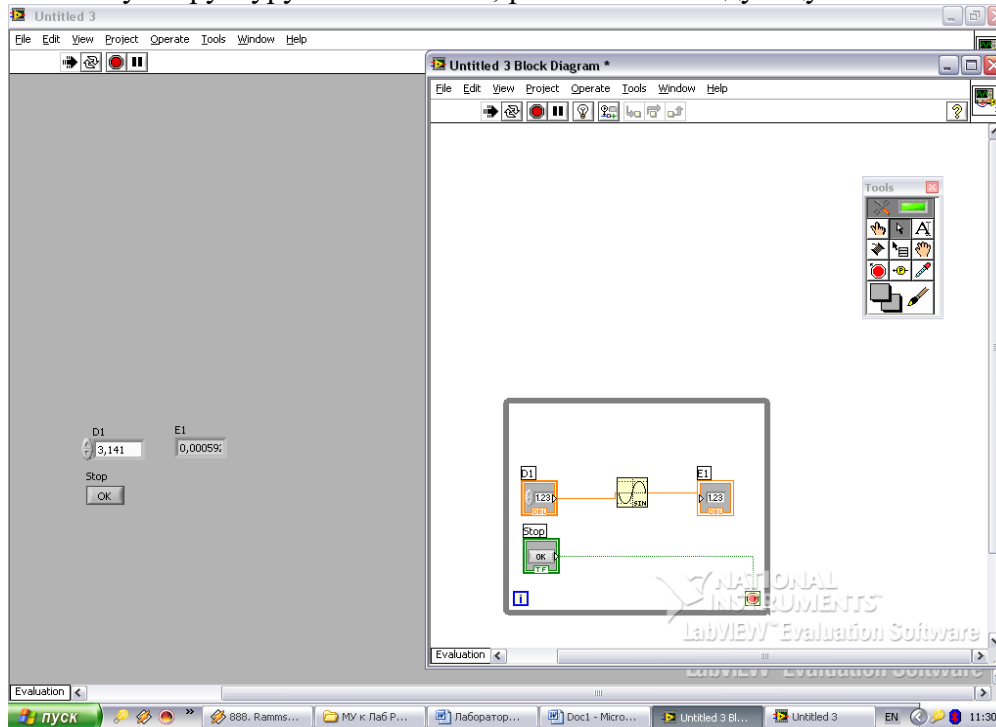 Untitled 3
File Edit View Project Operate Tools Window Help
Untitled 3 Block Diagram *
File Edit View Project Operate Tools Window Help
Tools
D1
3,141
E1
0,00059
Stop
OK
D1
1.23
DBL
SIN
E1
1.23
DBL
Stop
OK
TF
i
NATIONAL
INSTRUMENTS
LabVIEW Evaluation Software
Evaluation
LabVIEW Evaluation Software
Evaluation
пуск
888. Ramms...
МУ к Лаб Р...
Лаборатор...
Doc1 - Micro...
Untitled 3 Bl...
Untitled 3
EN
11:30